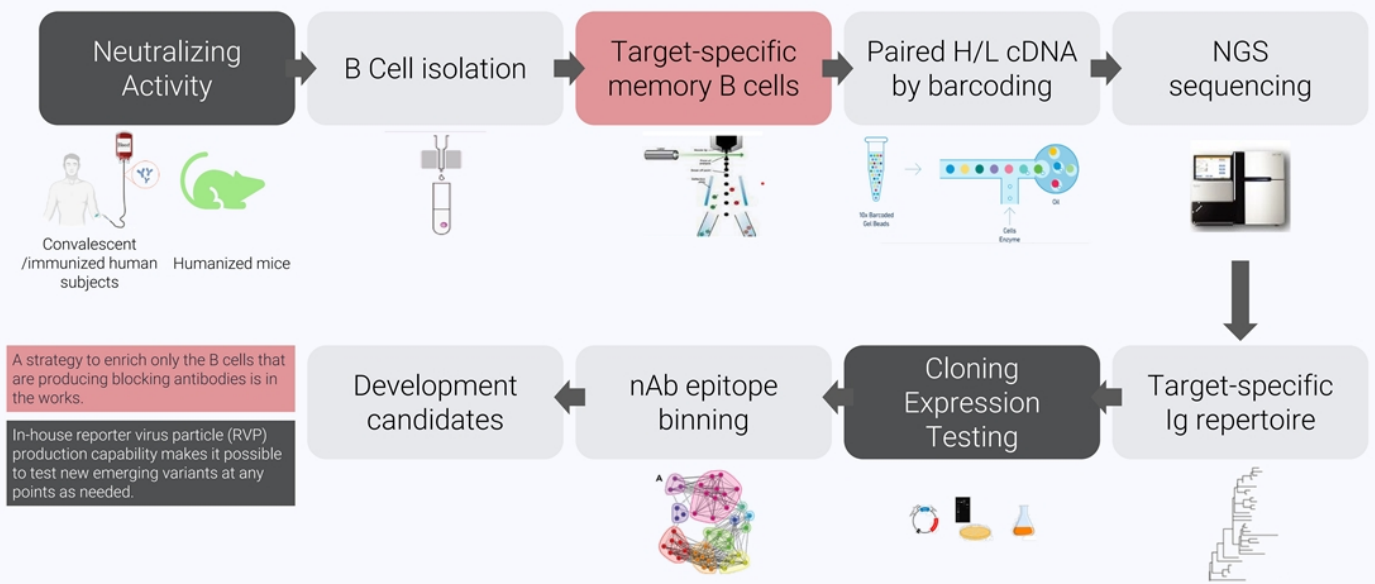 Neutralizing
Activity
B Cell isolation
Target-specific
memory B cells
Paired H/L cDNA
by barcoding
NGS
sequencing
Convalescent
/immunized human
subjects
Humanized mice
10x Barcoded
Gel Beads
Cells
Enzyme
Oil
A strategy to enrich only the B cells that
are producing blocking antibodies is in
the works.
In-house reporter virus particle (RVP)
production capability makes it possible
to test new emerging variants at any
points as needed.
Development
candidates
nAb epitope
binning
Cloning
Expression
Testing
Target-specific
Ig repertoire
A